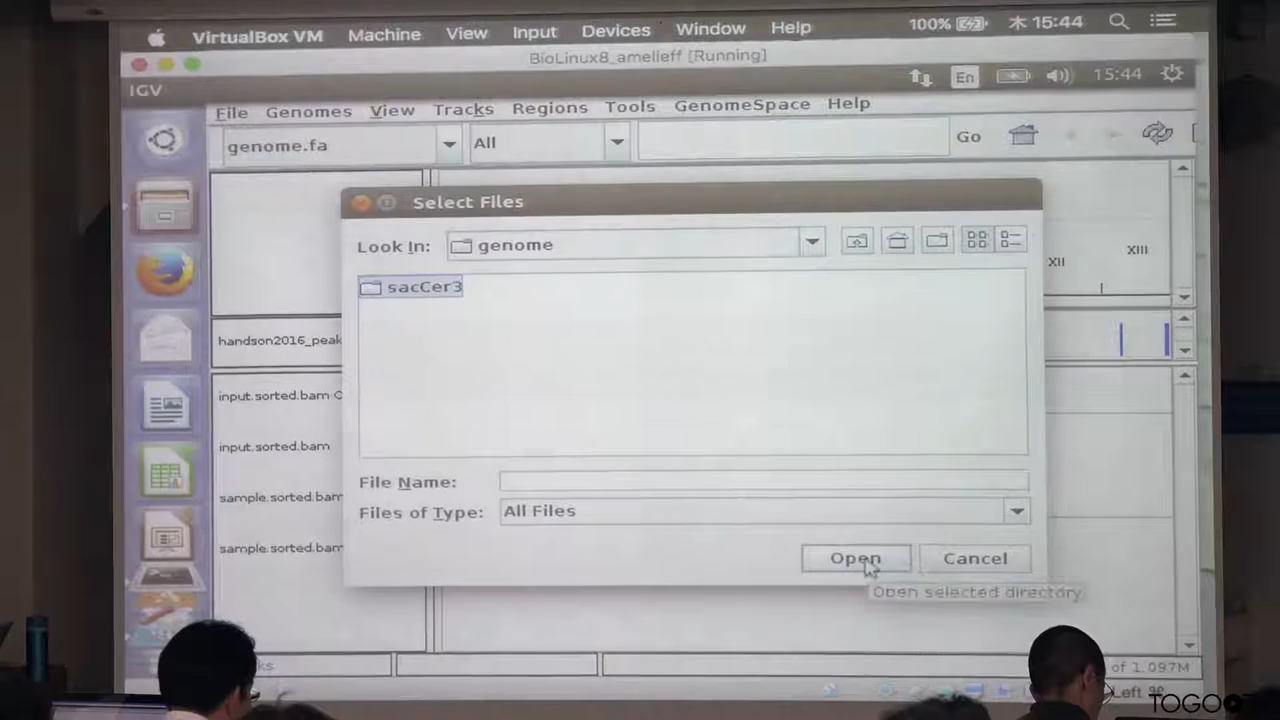 VirtualBox VM Machine View Input Devices Window Help 100% 木 15:44
BioLinux8_amelieff [Running]
IGV En 15:44
File Genomes View Tracks Regions Tools GenomeSpace Help
genome.fa All Go
Select Files
Look In: genome
XII XIII
sacCer3
handson2016_peak
input.sorted.bam C
input.sorted.bam
File Name:
sample.sorted.bam
Files of Type: All Files
sample.sorted.bam
Open Cancel
Open selected directory
ks of 1.097M
Left ⌘
TOGO